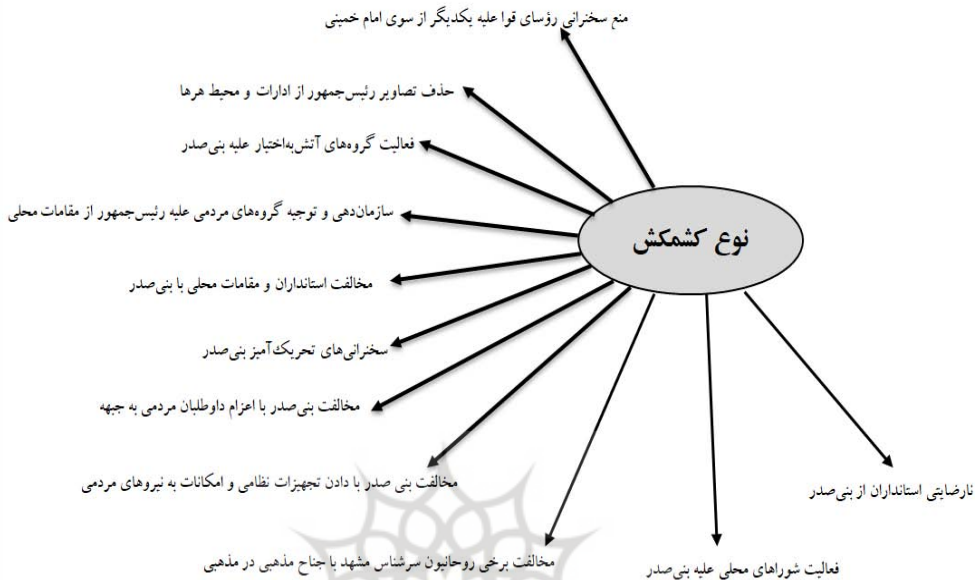 منع سخنرانی رؤسای قوا علیه یکدیگر از سوی امام خمینی
حذف تصاویر رئیس‌جمهور از ادارات و محیط هرها
فعالیت گروه‌های آتش‌به‌اختیار علیه بنی‌صدر
سازمان‌دهی و توجیه گروه‌های مردمی علیه رئیس‌جمهور از مقامات محلی
نوع کشمکش
مخالفت استانداران و مقامات محلی با بنی‌صدر
سخنرانی‌های تحریک‌آمیز بنی‌صدر
مخالفت بنی‌صدر با اعزام داوطلبان مردمی به جبهه
مخالفت بنی صدر با دادن تجهیزات نظامی و امکانات به نیروهای مردمی
نارضایتی استانداران از بنی‌صدر
مخالفت برخی روحانیون سرشناس مشهد با جناح مذهبی در مذهبی
فعالیت شوراهای محلی علیه بنی‌صدر